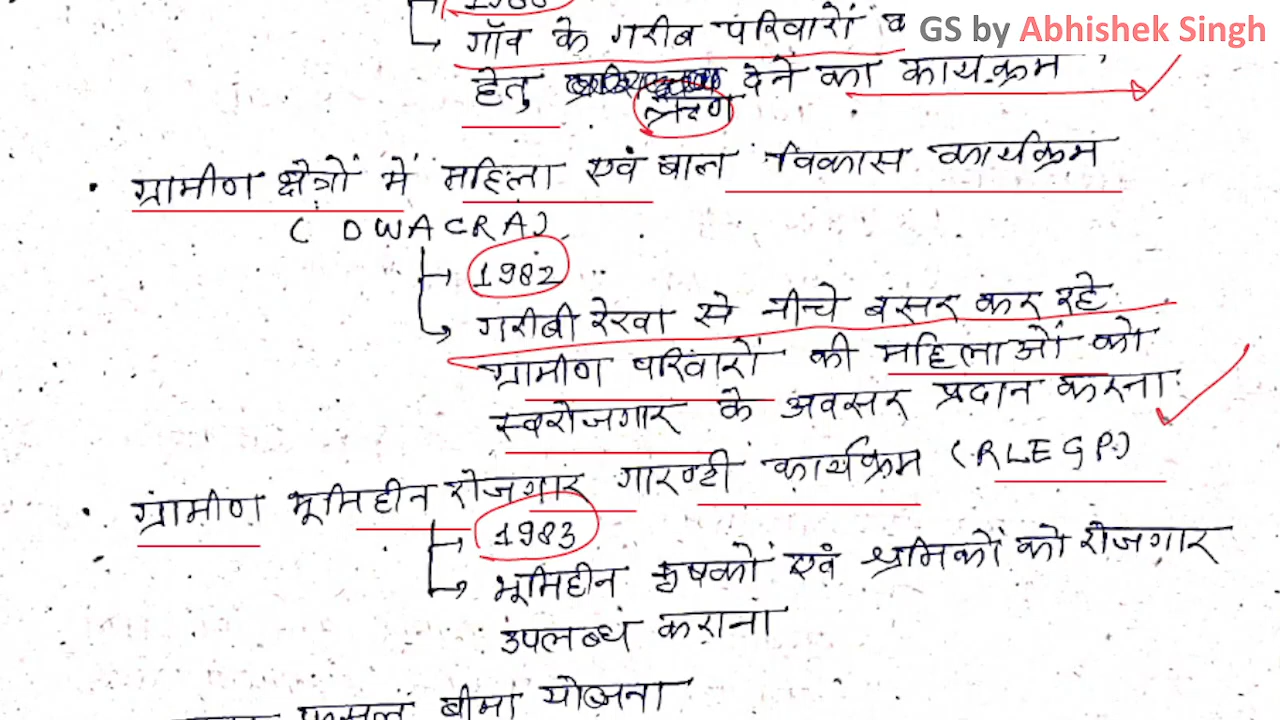 GS by Abhishek Singh
गाँव के गरीब परिवारों
हेतु देने का कार्यक्रम
ऋण
• ग्रामीण क्षेत्रों में महिला एवं बाल विकास कार्यक्रम
( DWACRA)
1982
गरीबी रेखा से नीचे बसर कर रहे
ग्रामीण परिवारों की महिलाओं को
स्वरोजगार के अवसर प्रदान करना
• ग्रामीण भूमिहीन रोजगार गारण्टी कार्यक्रम (RLEGP)
1983
भूमिहीन कृषकों एवं श्रमिकों को रोजगार
उपलब्ध कराना
फसल बीमा योजना